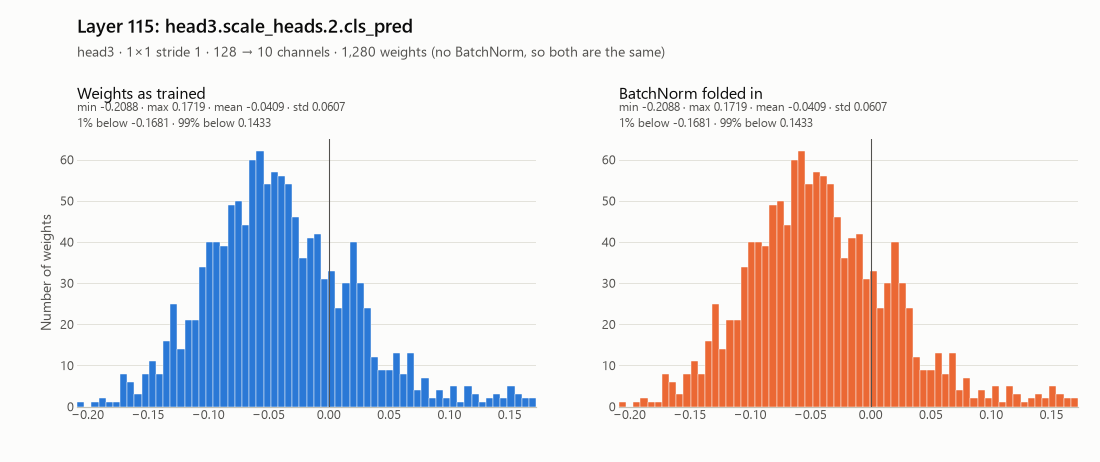 Layer 115: head3.scale_heads.2.cls_pred
head3 · 1×1 stride 1 · 128 → 10 channels · 1,280 weights (no BatchNorm, so both are the same)
Weights as trained
min -0.2088 · max 0.1719 · mean -0.0409 · std 0.0607
1% below -0.1681 · 99% below 0.1433
Number of weights
60
50
40
30
20
10
0
−0.20 −0.15 −0.10 −0.05 0.00 0.05 0.10 0.15
BatchNorm folded in
min -0.2088 · max 0.1719 · mean -0.0409 · std 0.0607
1% below -0.1681 · 99% below 0.1433
60
50
40
30
20
10
0
−0.20 −0.15 −0.10 −0.05 0.00 0.05 0.10 0.15